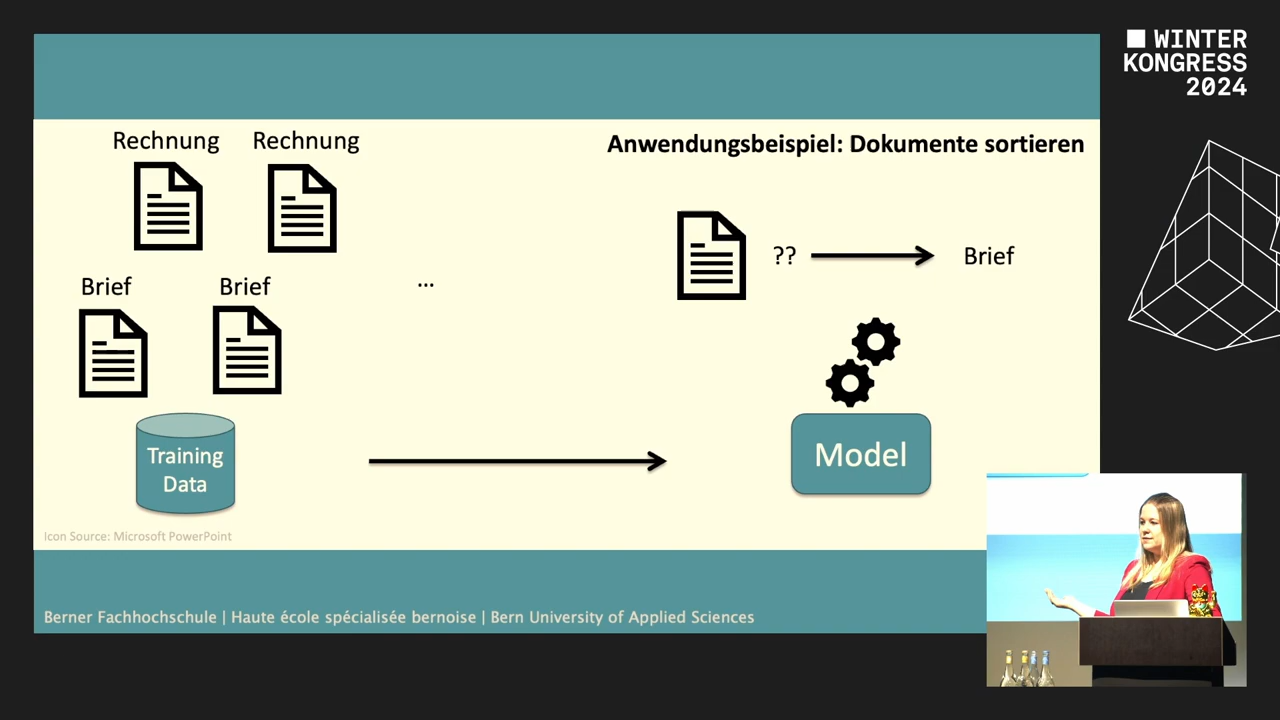 WINTER
KONGRESS
2024
Rechnung Rechnung
Anwendungsbeispiel: Dokumente sortieren
?? Brief
Brief Brief
...
Training
Data
Model
Icon Source: Microsoft PowerPoint
Berner Fachhochschule | Haute école spécialisée bernoise | Bern University of Applied Sciences